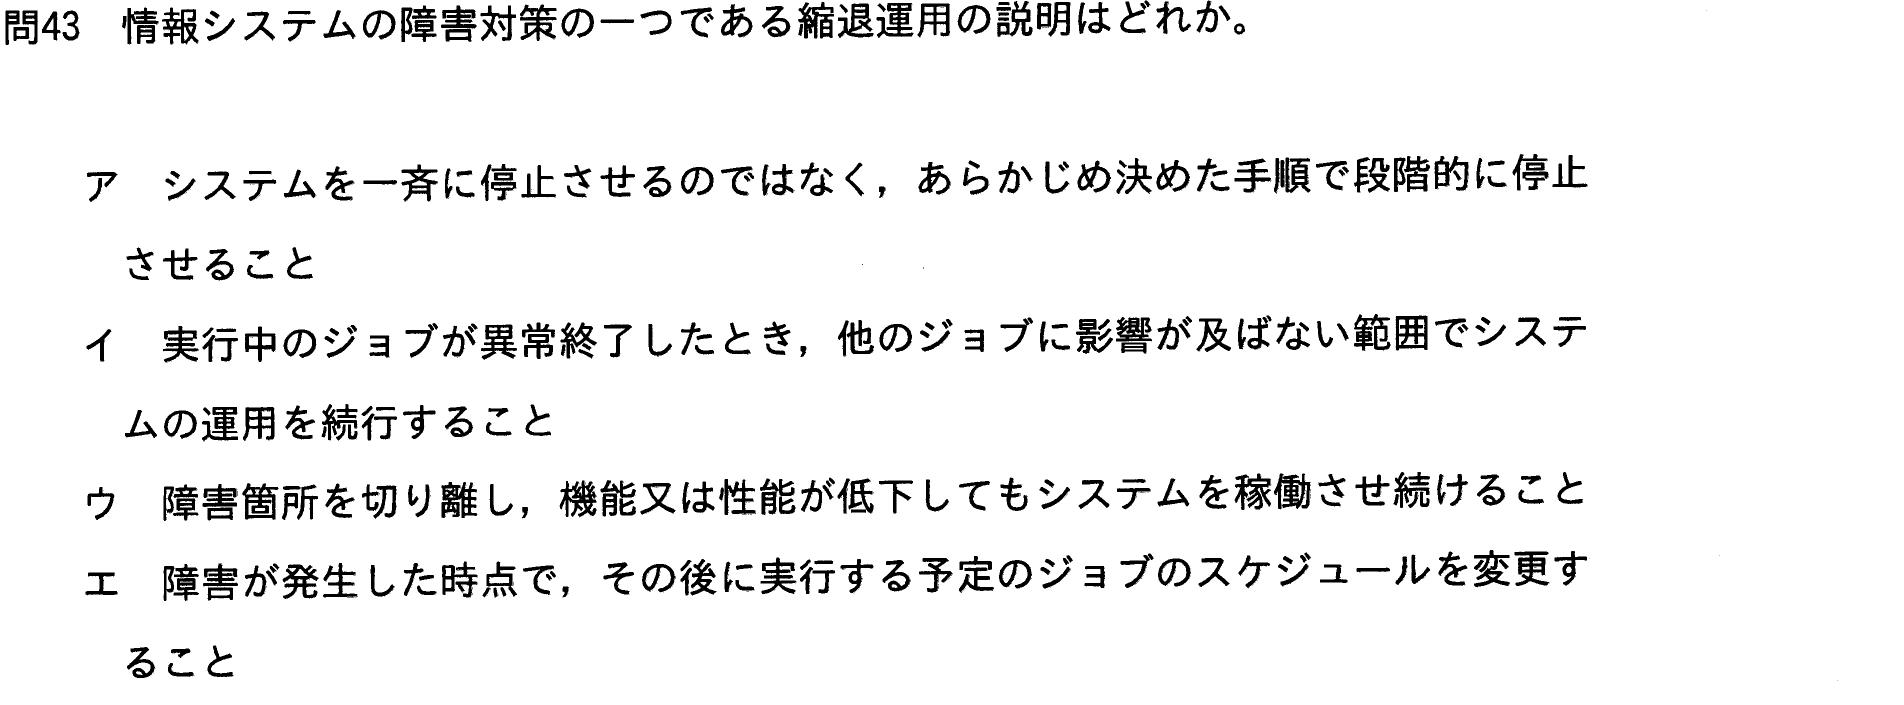 問43 情報システムの障害対策の一つである縮退運用の説明はどれか。
ア システムを一斉に停止させるのではなく，あらかじめ決めた手順で段階的に停止
させること
イ 実行中のジョブが異常終了したとき，他のジョブに影響が及ばない範囲でシステ
ムの運用を続行すること
ウ 障害箇所を切り離し，機能又は性能が低下してもシステムを稼働させ続けること
エ 障害が発生した時点で，その後に実行する予定のジョブのスケジュールを変更す
ること